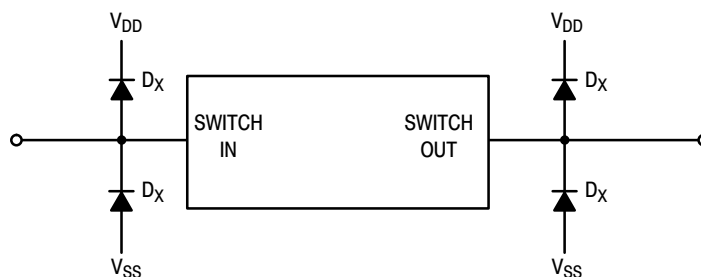 VDD
VDD
DX
DX
SWITCH
IN
SWITCH
OUT
DX
DX
VSS
VSS